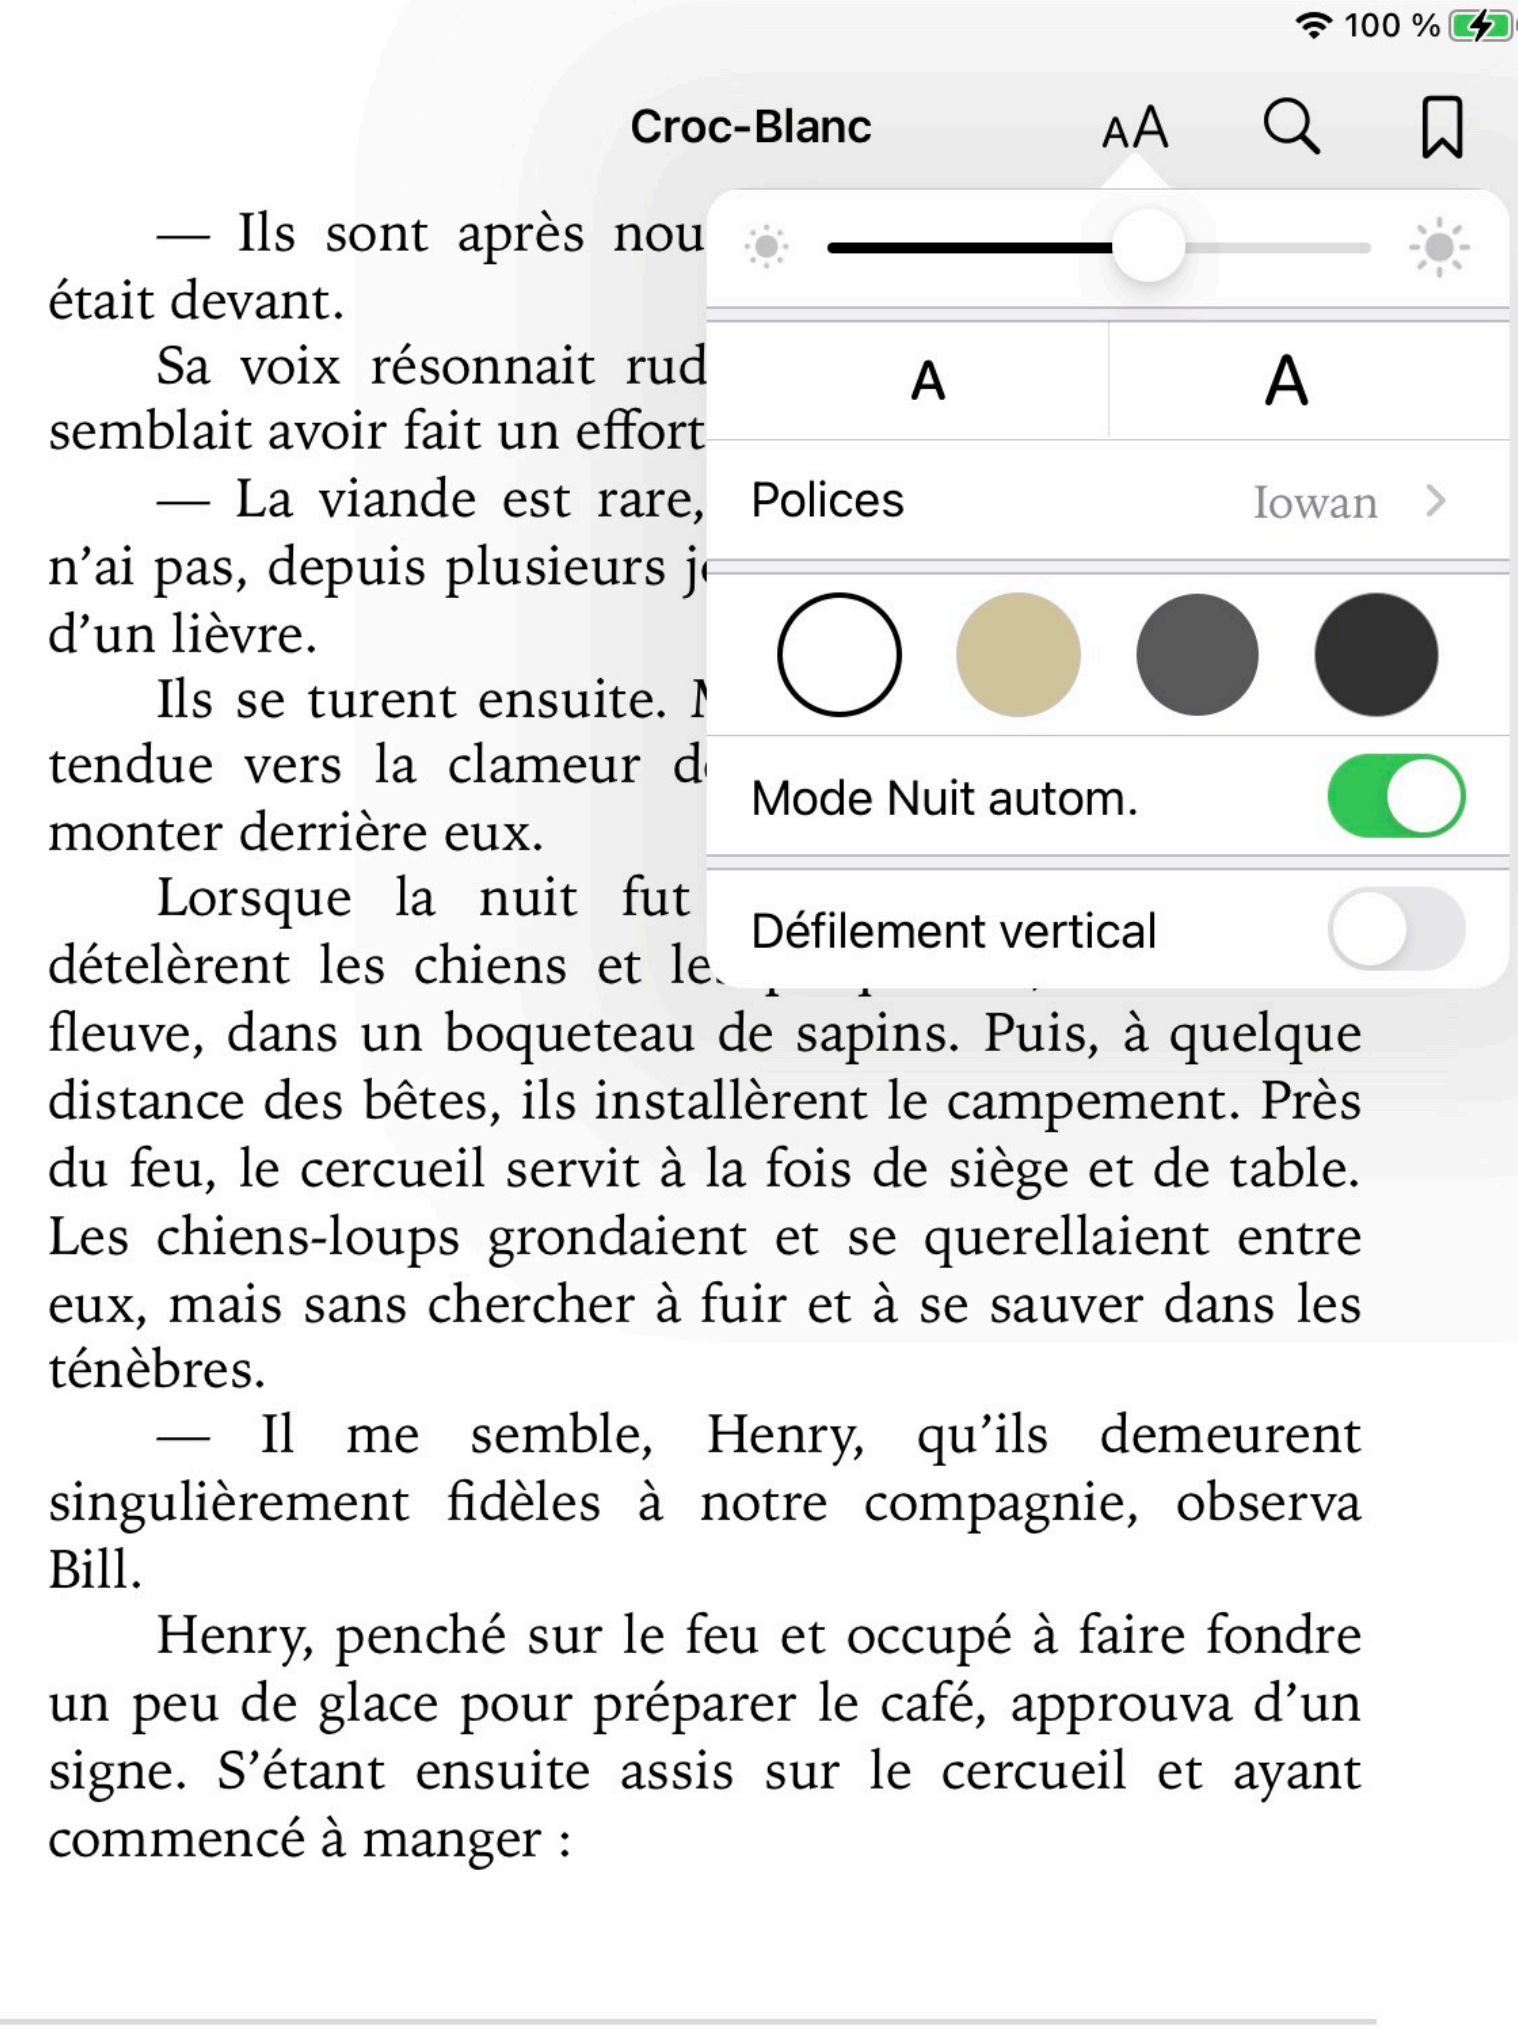 100 %
Croc-Blanc
AA
— Ils sont après
était devant.
Sa voix résonnait
semblait avoir fait un effort
— La viande est rare,
n’ai pas, depuis plusieurs
d’un lièvre.
Ils se turent ensuite.
tendue vers la clameur
monter derrière eux.
Lorsque la nuit fut
dételèrent les chiens et
A A
Polices Iowan
Mode Nuit autom.
Défilement vertical
fleuve, dans un boqueteau de sapins. Puis, à quelque
distance des bêtes, ils installèrent le campement. Près
du feu, le cercueil servit à la fois de siège et de table.
Les chiens-loups grondaient et se querellaient entre
eux, mais sans chercher à fuir et à se sauver dans les
ténèbres.
— Il me semble, Henry, qu’ils demeurent
singulièrement fidèles à notre compagnie, observa
Bill.
Henry, penché sur le feu et occupé à faire fondre
un peu de glace pour préparer le café, approuva d’un
signe. S’étant ensuite assis sur le cercueil et ayant
commencé à manger :